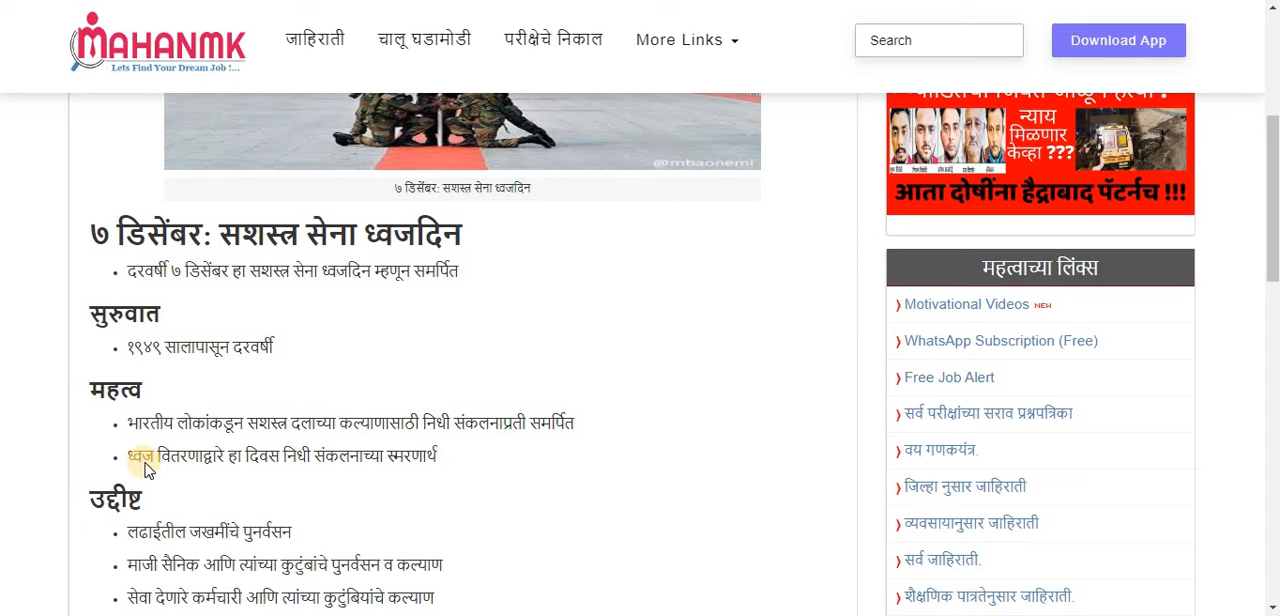 MAHANMK
Lets Find Your Dream Job !...
जाहिराती
चालू घडामोडी
परीक्षेचे निकाल
More Links
Search
Download App
@mbaonemi
७ डिसेंबर: सशस्त्र सेना ध्वजदिन
७ डिसेंबर: सशस्त्र सेना ध्वजदिन
दरवर्षी ७ डिसेंबर हा सशस्त्र सेना ध्वजदिन म्हणून समर्पित
सुरुवात
१९४९ सालापासून दरवर्षी
महत्व
भारतीय लोकांकडून सशस्त्र दलाच्या कल्याणासाठी निधी संकलनाप्रती समर्पित
ध्वज वितरणाद्वारे हा दिवस निधी संकलनाच्या स्मरणार्थ
उद्दीष्ट
लढाईतील जखमींचे पुनर्वसन
माजी सैनिक आणि त्यांच्या कुटुंबांचे पुनर्वसन व कल्याण
सेवा देणारे कर्मचारी आणि त्यांच्या कुटुंबियांचे कल्याण
न्याय
मिळणार
केव्हा ???
आता दोषींना हैद्राबाद पॅटर्नच !!!
महत्वाच्या लिंक्स
Motivational Videos NEW
WhatsApp Subscription (Free)
Free Job Alert
सर्व परीक्षांच्या सराव प्रश्नपत्रिका
वय गणकयंत्र.
जिल्हा नुसार जाहिराती
व्यवसायानुसार जाहिराती
सर्व जाहिराती.
शैक्षणिक पात्रतेनुसार जाहिराती.